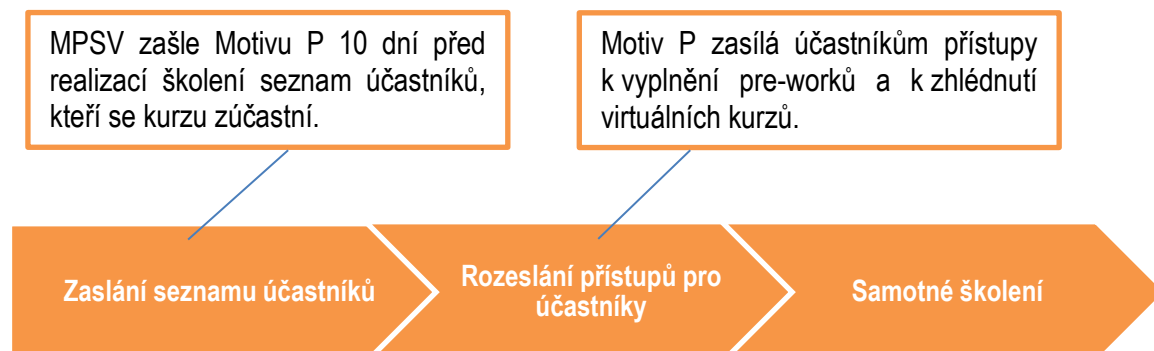 MPSV zašle Motivu P 10 dní před
realizací školení seznam účastníků,
kteří se kurzu zúčastní.
Motiv P zasílá účastníkům přístupy
k vyplnění pre-worků a k zhlédnutí
virtuálních kurzů.
Zaslání seznamu účastníků
Rozeslání přístupů pro
účastníky
Samotné školení